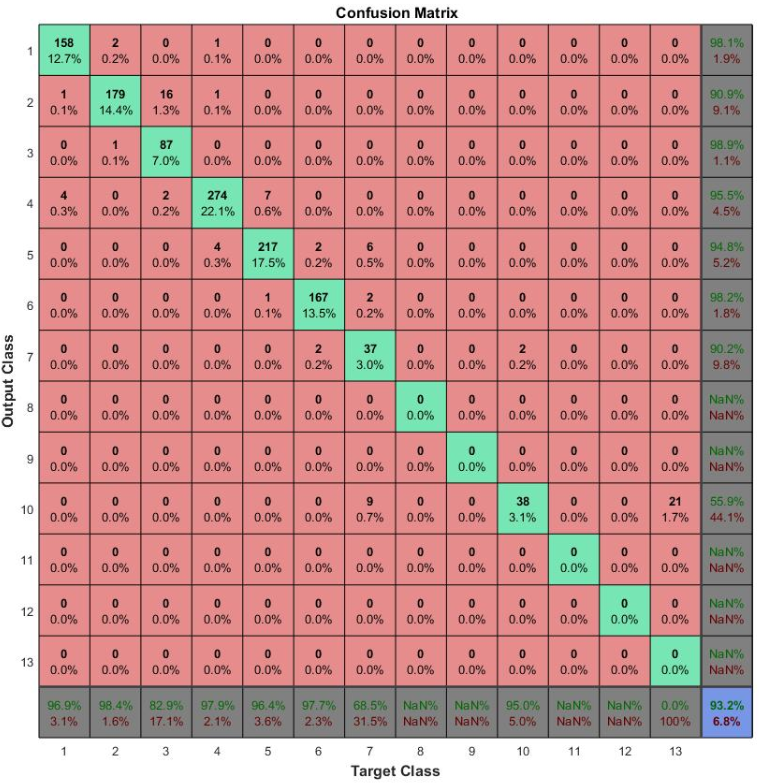 Confusion Matrix
1 158 2 0 1 0 0 0 0 0 0 0 0 0 98.1%
12.7% 0.2% 0.0% 0.1% 0.0% 0.0% 0.0% 0.0% 0.0% 0.0% 0.0% 0.0% 0.0% 1.9%
2 1 179 16 1 0 0 0 0 0 0 0 0 0 90.9%
0.1% 14.4% 1.3% 0.1% 0.0% 0.0% 0.0% 0.0% 0.0% 0.0% 0.0% 0.0% 0.0% 9.1%
3 0 1 87 0 0 0 0 0 0 0 0 0 0 98.9%
0.0% 0.1% 7.0% 0.0% 0.0% 0.0% 0.0% 0.0% 0.0% 0.0% 0.0% 0.0% 0.0% 1.1%
4 4 0 2 274 7 0 0 0 0 0 0 0 0 95.5%
0.3% 0.0% 0.2% 22.1% 0.6% 0.0% 0.0% 0.0% 0.0% 0.0% 0.0% 0.0% 0.0% 4.5%
5 0 0 0 4 217 2 6 0 0 0 0 0 0 94.8%
0.0% 0.0% 0.0% 0.3% 17.5% 0.2% 0.5% 0.0% 0.0% 0.0% 0.0% 0.0% 0.0% 5.2%
6 0 0 0 0 1 167 2 0 0 0 0 0 0 98.2%
0.0% 0.0% 0.0% 0.0% 0.1% 13.5% 0.2% 0.0% 0.0% 0.0% 0.0% 0.0% 0.0% 1.8%
7 0 0 0 0 0 2 37 0 0 2 0 0 0 90.2%
0.0% 0.0% 0.0% 0.0% 0.0% 0.2% 3.0% 0.0% 0.0% 0.2% 0.0% 0.0% 0.0% 9.8%
8 0 0 0 0 0 0 0 0 0 0 0 0 0 NaN%
0.0% 0.0% 0.0% 0.0% 0.0% 0.0% 0.0% 0.0% 0.0% 0.0% 0.0% 0.0% 0.0% NaN%
9 0 0 0 0 0 0 0 0 0 0 0 0 0 NaN%
0.0% 0.0% 0.0% 0.0% 0.0% 0.0% 0.0% 0.0% 0.0% 0.0% 0.0% 0.0% 0.0% NaN%
10 0 0 0 0 0 0 9 0 0 38 0 0 21 55.9%
0.0% 0.0% 0.0% 0.0% 0.0% 0.0% 0.7% 0.0% 0.0% 3.1% 0.0% 0.0% 1.7% 44.1%
11 0 0 0 0 0 0 0 0 0 0 0 0 0 NaN%
0.0% 0.0% 0.0% 0.0% 0.0% 0.0% 0.0% 0.0% 0.0% 0.0% 0.0% 0.0% 0.0% NaN%
12 0 0 0 0 0 0 0 0 0 0 0 0 0 NaN%
0.0% 0.0% 0.0% 0.0% 0.0% 0.0% 0.0% 0.0% 0.0% 0.0% 0.0% 0.0% 0.0% NaN%
13 0 0 0 0 0 0 0 0 0 0 0 0 0 NaN%
0.0% 0.0% 0.0% 0.0% 0.0% 0.0% 0.0% 0.0% 0.0% 0.0% 0.0% 0.0% 0.0% NaN%
96.9% 98.4% 82.9% 97.9% 96.4% 97.7% 68.5% NaN% NaN% 95.0% NaN% NaN% 0.0% 93.2%
3.1% 1.6% 17.1% 2.1% 3.6% 2.3% 31.5% NaN% NaN% 5.0% NaN% NaN% 100% 6.8%
1 2 3 4 5 6 7 8 9 10 11 12 13
Target Class
Output Class